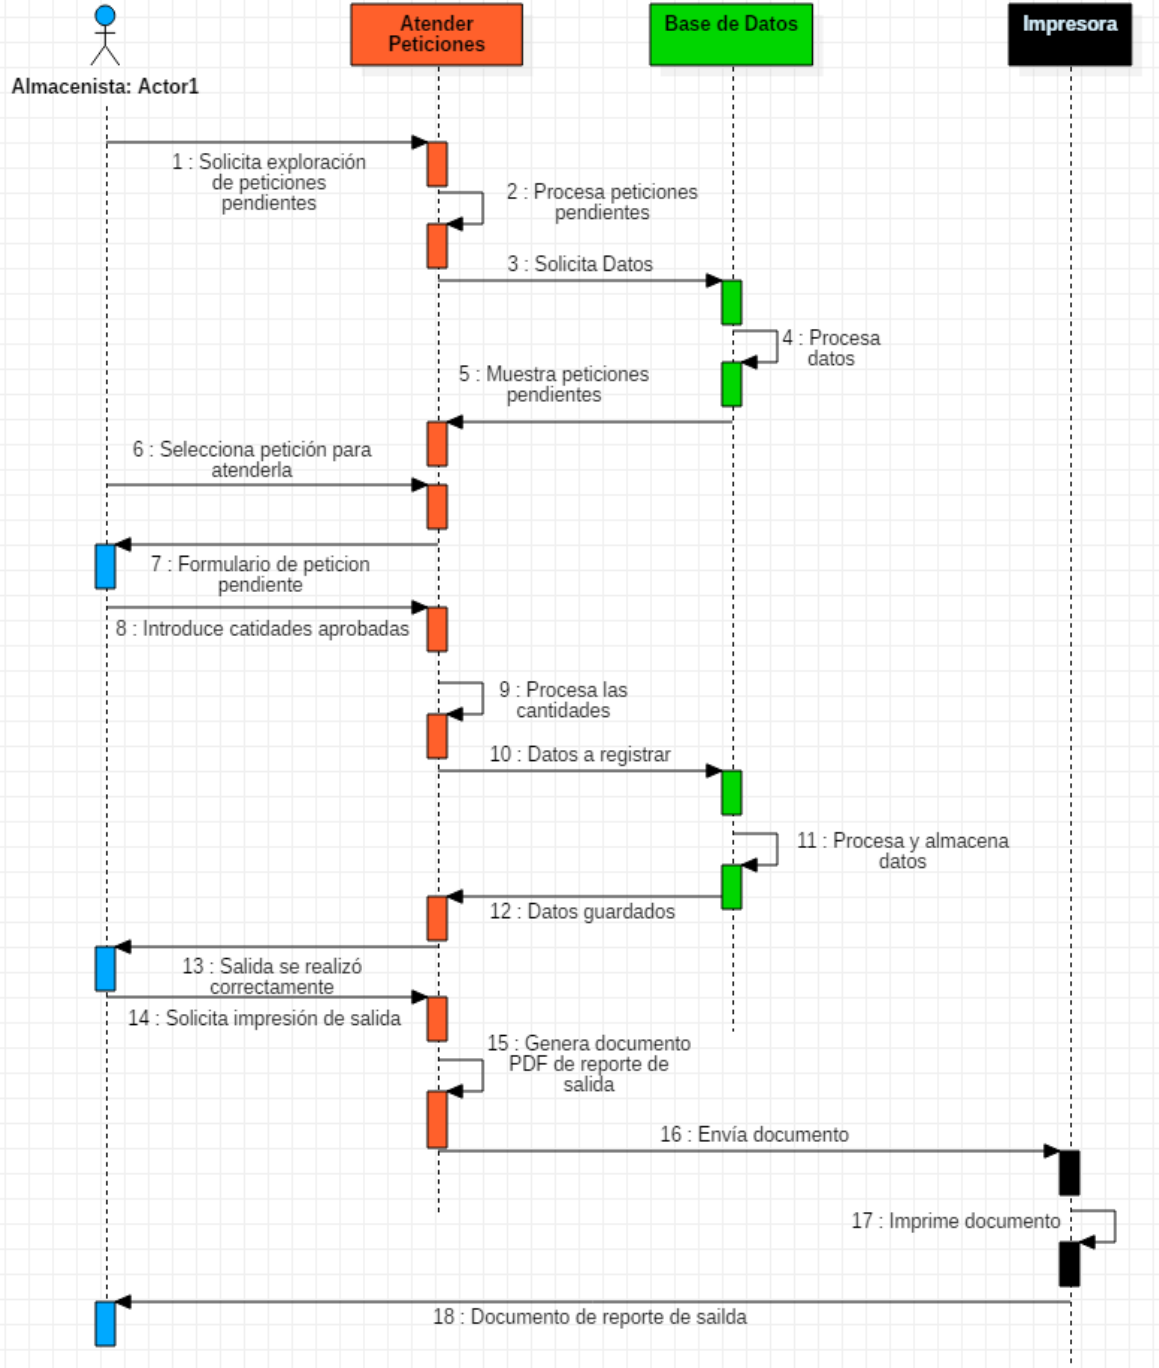 Atender
Peticiones
Base de Datos
Impresora
Almacenista: Actor1
1 : Solicita exploración
de peticiones
pendientes
2 : Procesa peticiones
pendientes
3 : Solicita Datos
4 : Procesa
datos
5 : Muestra peticiones
pendientes
6 : Selecciona petición para
atenderla
7 : Formulario de peticion
pendiente
8 : Introduce catidades aprobadas
9 : Procesa las
cantidades
10 : Datos a registrar
11 : Procesa y almacena
datos
12 : Datos guardados
13 : Salida se realizó
correctamente
14 : Solicita impresión de salida
15 : Genera documento
PDF de reporte de
salida
16 : Envía documento
17 : Imprime documento
18 : Documento de reporte de sailda